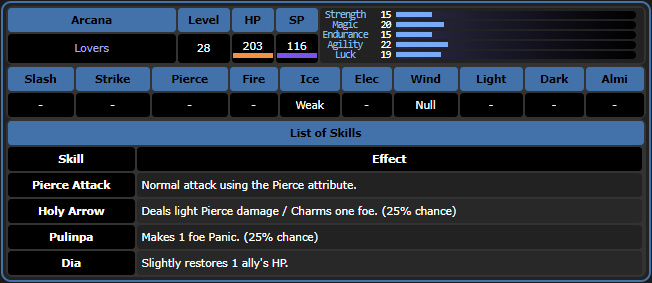 Arcana Level HP SP
Lovers 28 203 116
Strength 15
Magic 20
Endurance 15
Agility 22
Luck 19
Slash Strike Pierce Fire Ice Elec Wind Light Dark Almi
- - - - Weak - Null - - -
List of Skills
Skill Effect
Pierce Attack Normal attack using the Pierce attribute.
Holy Arrow Deals light Pierce damage / Charms one foe. (25% chance)
Pulinpa Makes 1 foe Panic. (25% chance)
Dia Slightly restores 1 ally's HP.